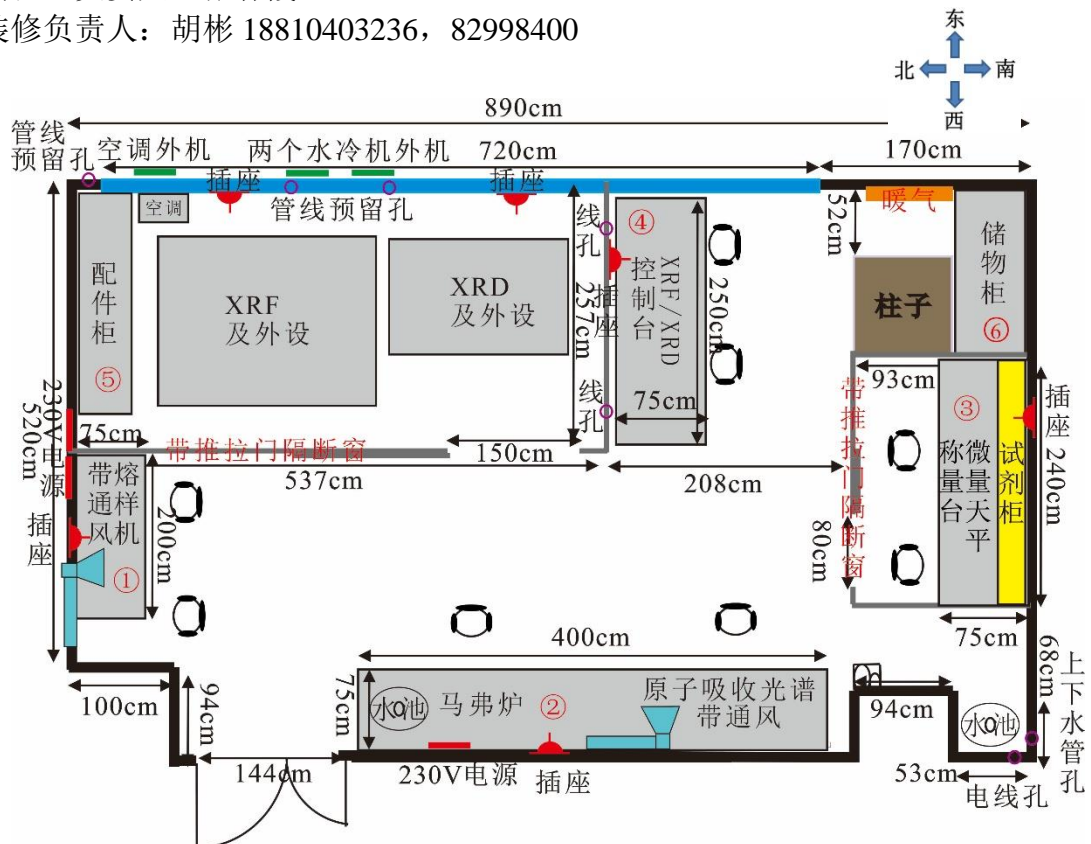 装修负责人：胡彬 18810403236，82998400
东
北
南
西
890cm
管线
预留孔
空调外机
两个水冷机外机
720cm
170cm
插座
插座
管线预留孔
空调
配件柜
⑤
XRF
及外设
XRD
及外设
线孔
257cm
线孔
插座
④
XRF/XRD
控制台
250cm
75cm
52cm
暖气
柱子
储物柜
⑥
93cm
③
称量台
微量天平
试剂柜
插座
240cm
带推拉门隔断窗
80cm
75cm
230V电源
520cm
插座
75cm
带推拉门隔断窗
150cm
537cm
208cm
带通风
熔样机
①
200cm
100cm
94cm
144cm
400cm
75cm
水池
马弗炉
②
原子吸收光谱
带通风
230V电源
插座
94cm
水池
53cm
电线孔
68cm
上下水管孔